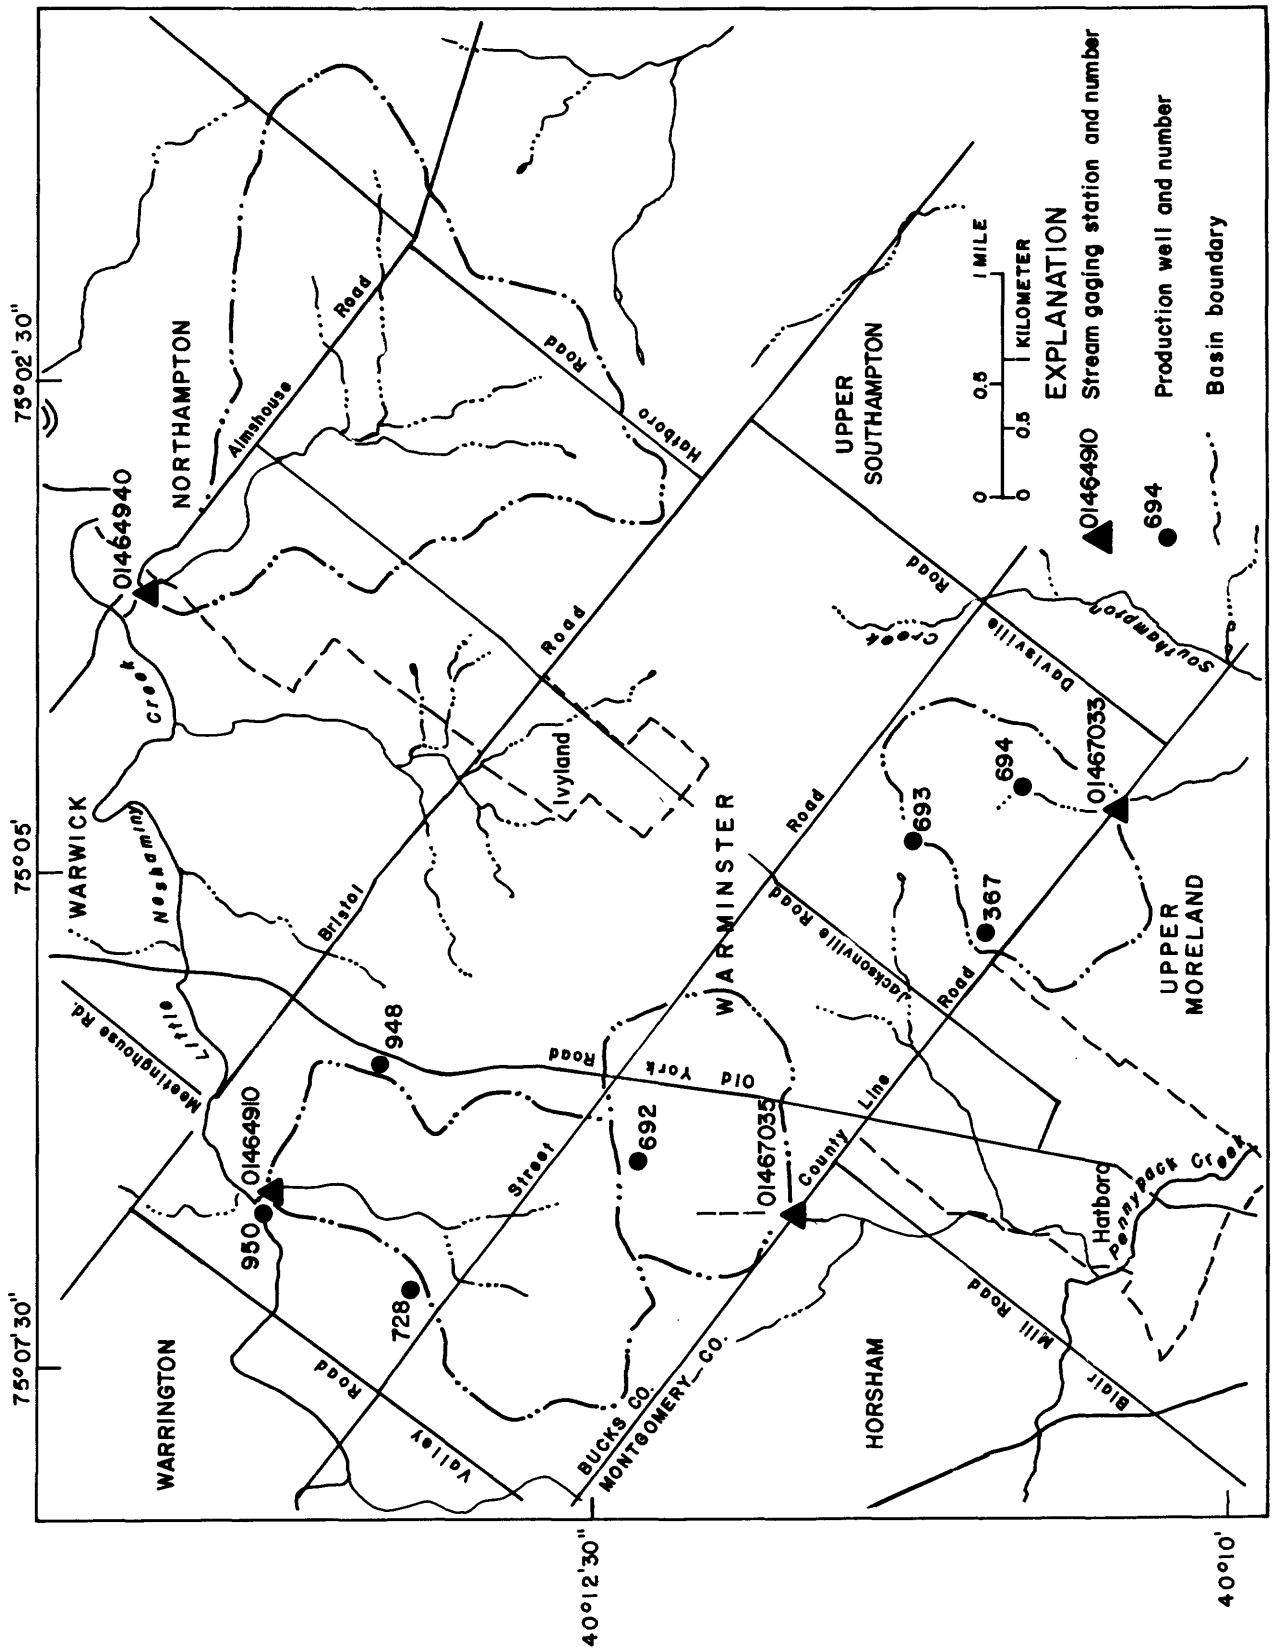 75°07'30"
75°05'
75°02'30"
40°12'30"
40°10'
WARRINGTON
WARWICK
NORTHAMPTON
Meetinghouse Rd.
Little
Neshaminy
Creek
01464940
01464910
950
948
728
Valley
Road
Bristol
Road
Almshouse
Road
Hatboro
Road
Ivyland
Street
Road
Old
York
Road
692
01467035
WARMINSTER
Jacksonville Road
693
694
367
01467033
BUCKS CO.
MONTGOMERY CO.
County
Line
Road
HORSHAM
Blair
Mill Road
Hatboro
Pennypack Creek
UPPER
MORELAND
Davisville
Road
Southampton
Creek
UPPER
SOUTHAMPTON
0 0.5 1 MILE
0 0.5 1 KILOMETER
EXPLANATION
01464910 Stream gaging station and number
694 Production well and number
Basin boundary